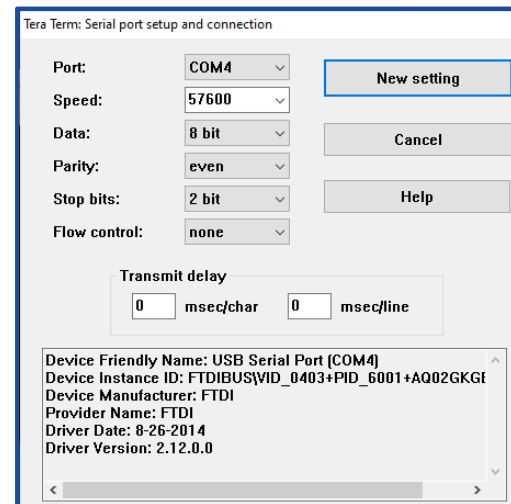 Tera Term: Serial port setup and connection
Port: COM4 New setting
Speed: 57600
Data: 8 bit Cancel
Parity: even
Stop bits: 2 bit Help
Flow control: none
Transmit delay
0 msec/char 0 msec/line
Device Friendly Name: USB Serial Port (COM4)
Device Instance ID: FTDIBUS\VID_0403+PID_6001+AQ02GKGE
Device Manufacturer: FTDI
Provider Name: FTDI
Driver Date: 8-26-2014
Driver Version: 2.12.0.0